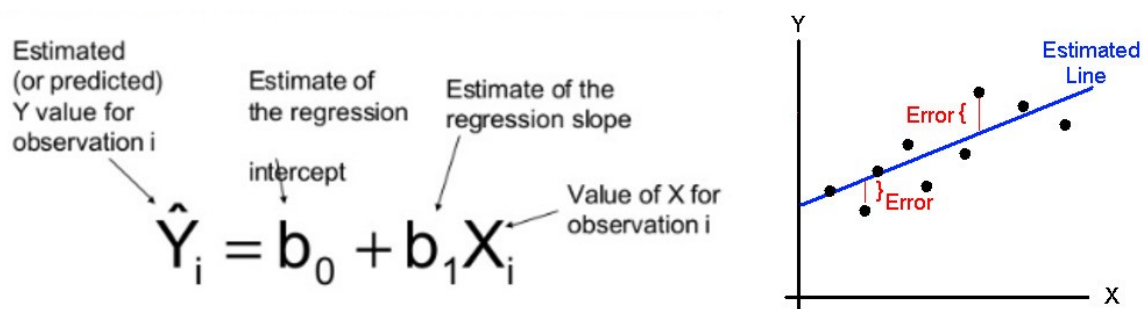 Estimated
(or predicted)
Y value for
observation i
Estimate of
the regression
intercept
Estimate of the
regression slope
Value of X for
observation i
Ŷᵢ = b₀ + b₁Xᵢ
Y
Estimated
Line
Error {
} Error
X